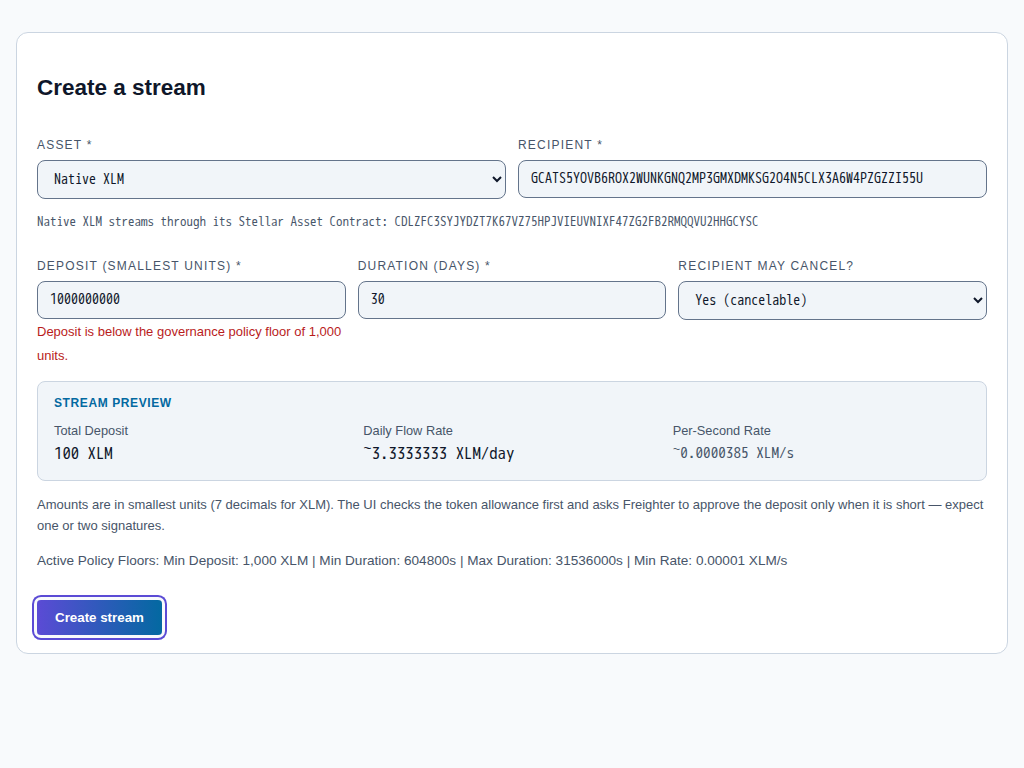 Create a stream
ASSET *
RECIPIENT *
Native XLM
GCATS5YOVB6ROX2WUNKGNQ2MP3GMXDMKSG2O4N5CLX3A6W4PZGZZI55U
Native XLM streams through its Stellar Asset Contract: CDLZFC3SYJYDZT7K67VZ75HPJVIEUVNIXF47ZG2FB2RMQQVU2HHGCYSC
DEPOSIT (SMALLEST UNITS) *
DURATION (DAYS) *
RECIPIENT MAY CANCEL?
1000000000
30
Yes (cancelable)
Deposit is below the governance policy floor of 1,000
units.
STREAM PREVIEW
Total Deposit
Daily Flow Rate
Per-Second Rate
100 XLM
~3.3333333 XLM/day
~0.0000385 XLM/s
Amounts are in smallest units (7 decimals for XLM). The UI checks the token allowance first and asks Freighter to approve the deposit only when it is short — expect
one or two signatures.
Active Policy Floors: Min Deposit: 1,000 XLM | Min Duration: 604800s | Max Duration: 31536000s | Min Rate: 0.00001 XLM/s
Create stream